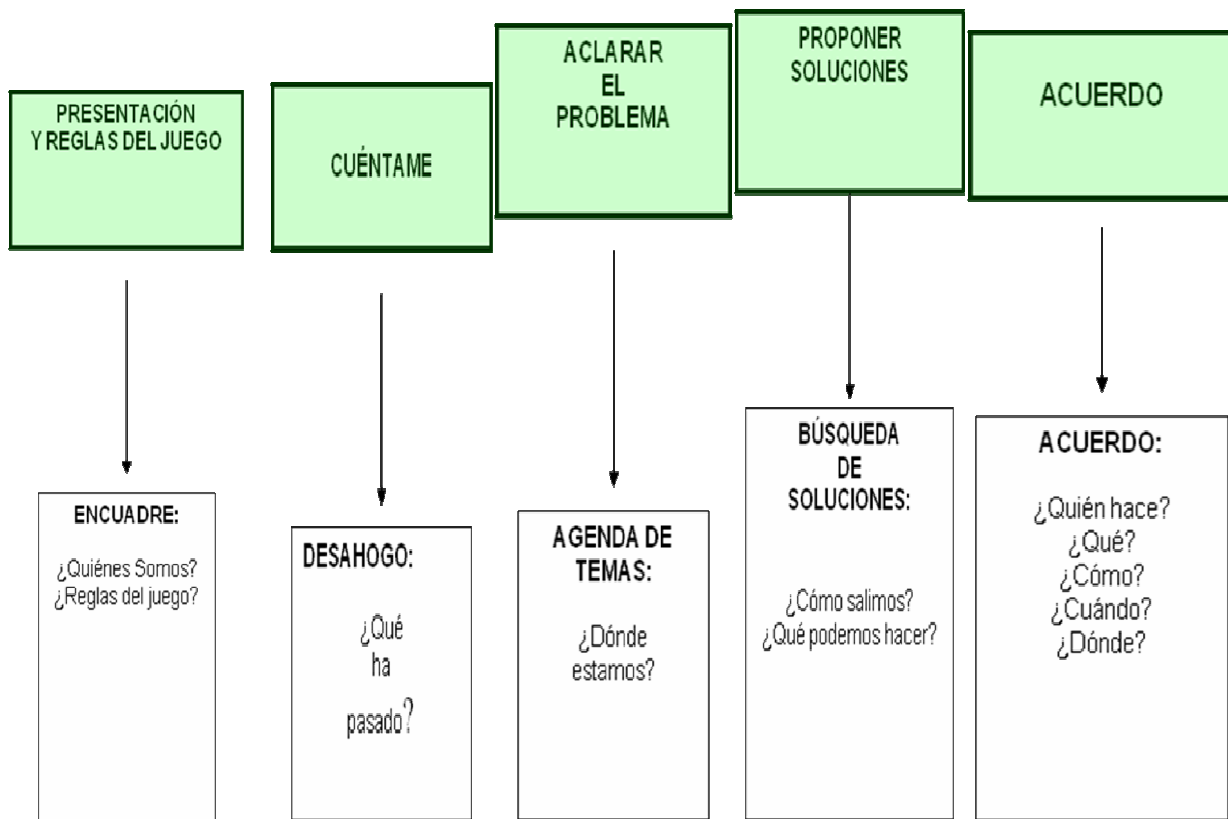 PRESENTACIÓN
Y REGLAS DEL JUEGO
CUÉNTAME
ACLARAR
EL
PROBLEMA
PROPONER
SOLUCIONES
ACUERDO
ENCUADRE:
¿Quiénes Somos?
¿Reglas del juego?
DESAHOGO:
¿Qué
ha
pasado?
AGENDA DE
TEMAS:
¿Dónde
estamos?
BÚSQUEDA
DE
SOLUCIONES:
¿Cómo salimos?
¿Qué podemos hacer?
ACUERDO:
¿Quién hace?
¿Qué?
¿Cómo?
¿Cuándo?
¿Dónde?